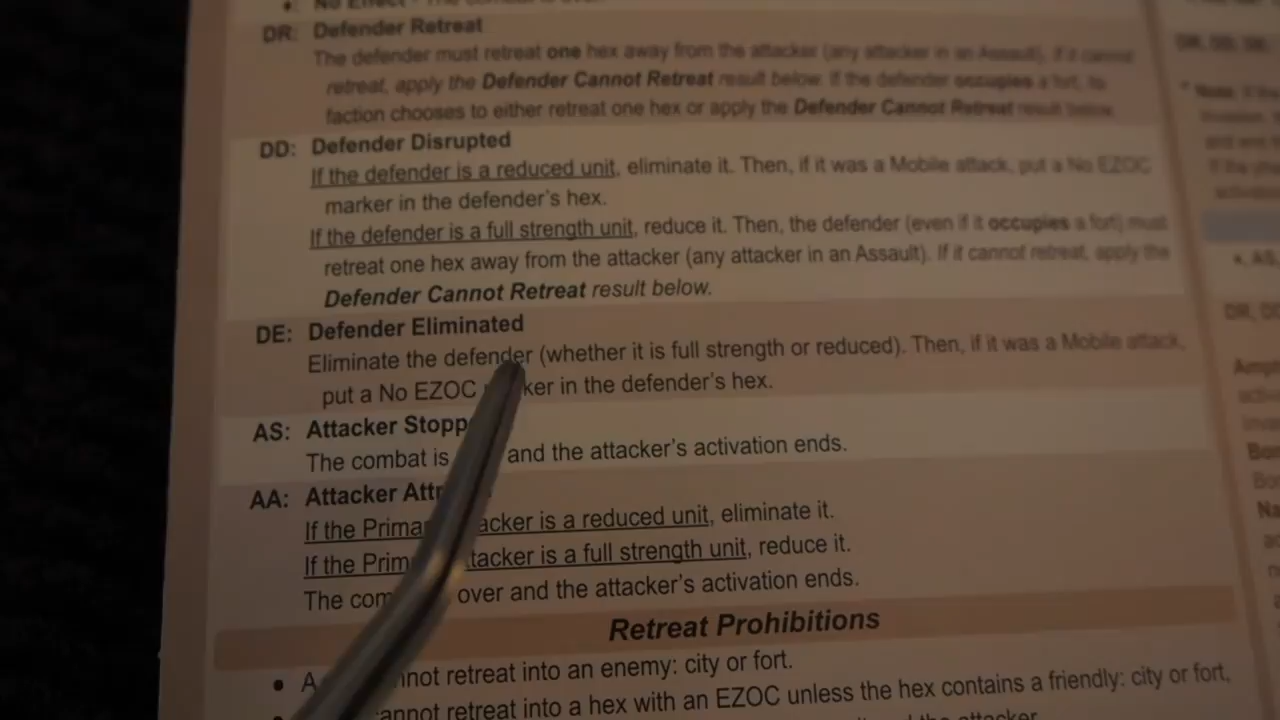 DR: Defender Retreat
The defender must retreat one hex away from the attacker (any attacker in an Assault). If it cannot
retreat, apply the Defender Cannot Retreat result below. If the defender occupies a fort, its
faction chooses to either retreat one hex or apply the Defender Cannot Retreat result below.
DD: Defender Disrupted
If the defender is a reduced unit, eliminate it. Then, if it was a Mobile attack, put a No EZOC
marker in the defender's hex.
If the defender is a full strength unit, reduce it. Then, the defender (even if it occupies a fort) must
retreat one hex away from the attacker (any attacker in an Assault). If it cannot retreat, apply the
Defender Cannot Retreat result below.
DE: Defender Eliminated
Eliminate the defender (whether it is full strength or reduced). Then, if it was a Mobile attack,
put a No EZOC ker in the defender's hex.
AS: Attacker Stopp
The combat is and the attacker's activation ends.
AA: Attacker Att
If the Prima acker is a reduced unit, eliminate it.
If the Prim tacker is a full strength unit, reduce it.
The com over and the attacker's activation ends.
Retreat Prohibitions
• A nnot retreat into an enemy: city or fort.
annot retreat into a hex with an EZOC unless the hex contains a friendly: city or fort,